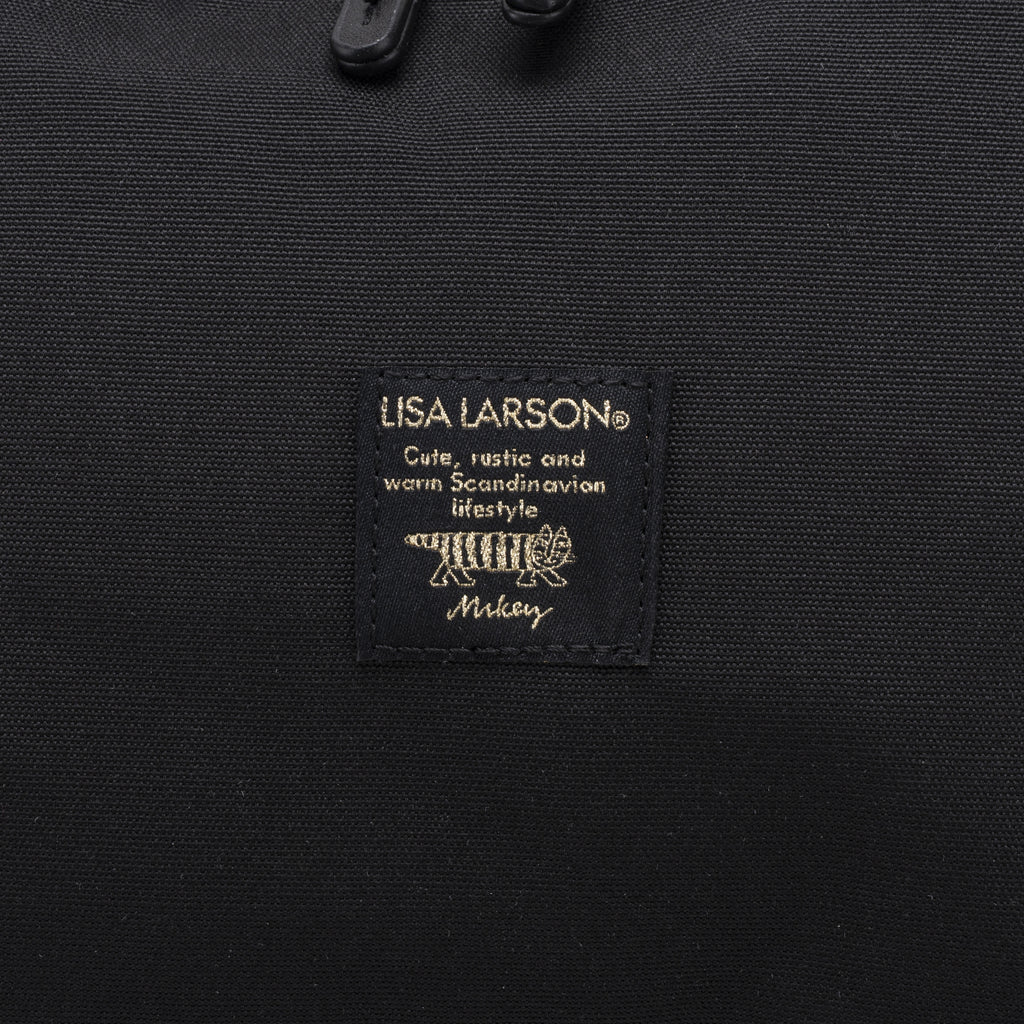 LISA LARSON®
Cute, rustic and
warm Scandinavian
lifestyle
Mikey